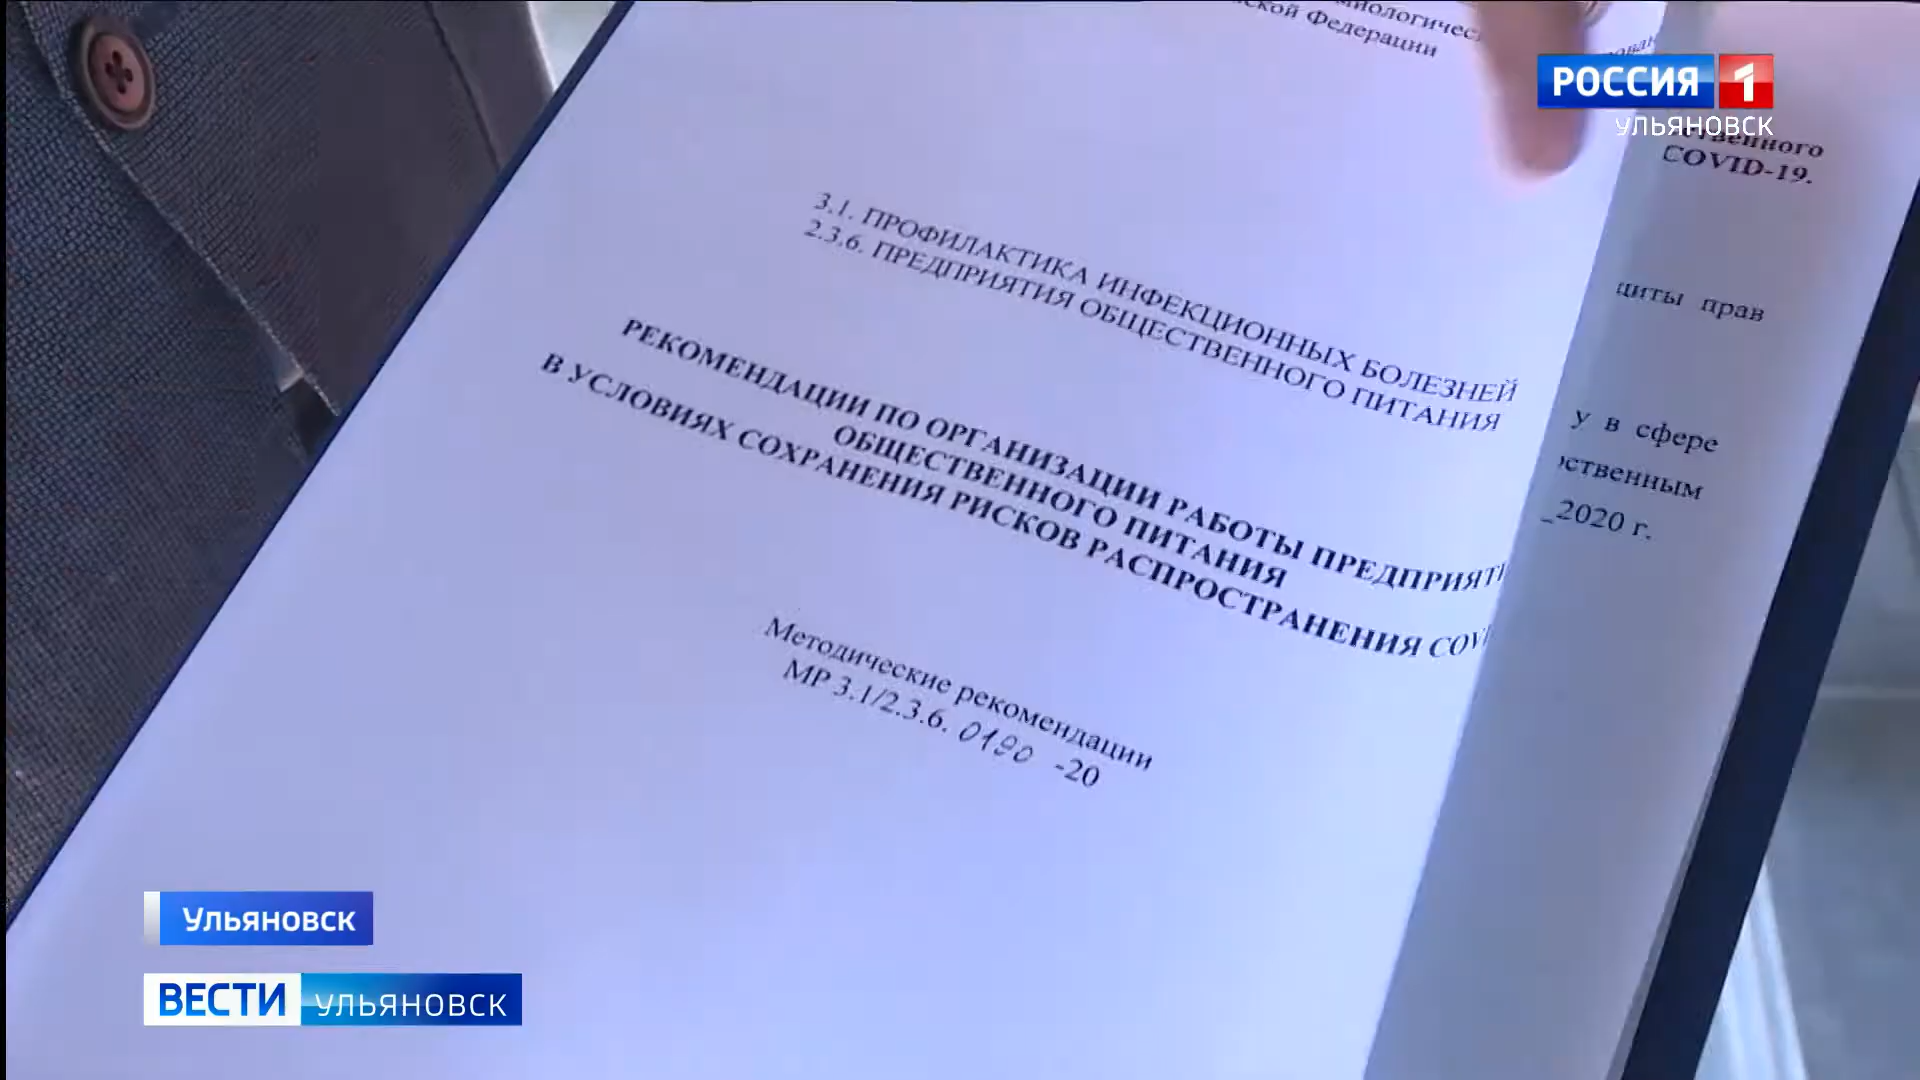 ской Федерации
РОССИЯ 1
УЛЬЯНОВСК
COVID-19.
3.1. ПРОФИЛАКТИКА ИНФЕКЦИОННЫХ БОЛЕЗНЕЙ
2.3.6. ПРЕДПРИЯТИЯ ОБЩЕСТВЕННОГО ПИТАНИЯ
РЕКОМЕНДАЦИИ ПО ОРГАНИЗАЦИИ РАБОТЫ ПРЕДПРИЯТИ
ОБЩЕСТВЕННОГО ПИТАНИЯ
В УСЛОВИЯХ СОХРАНЕНИЯ РИСКОВ РАСПРОСТРАНЕНИЯ COV
Методические рекомендации
МР 3.1/2.3.6. 0190 -20
щиты прав
у в сфере
ственным
_2020 г.
Ульяновск
ВЕСТИ УЛЬЯНОВСК